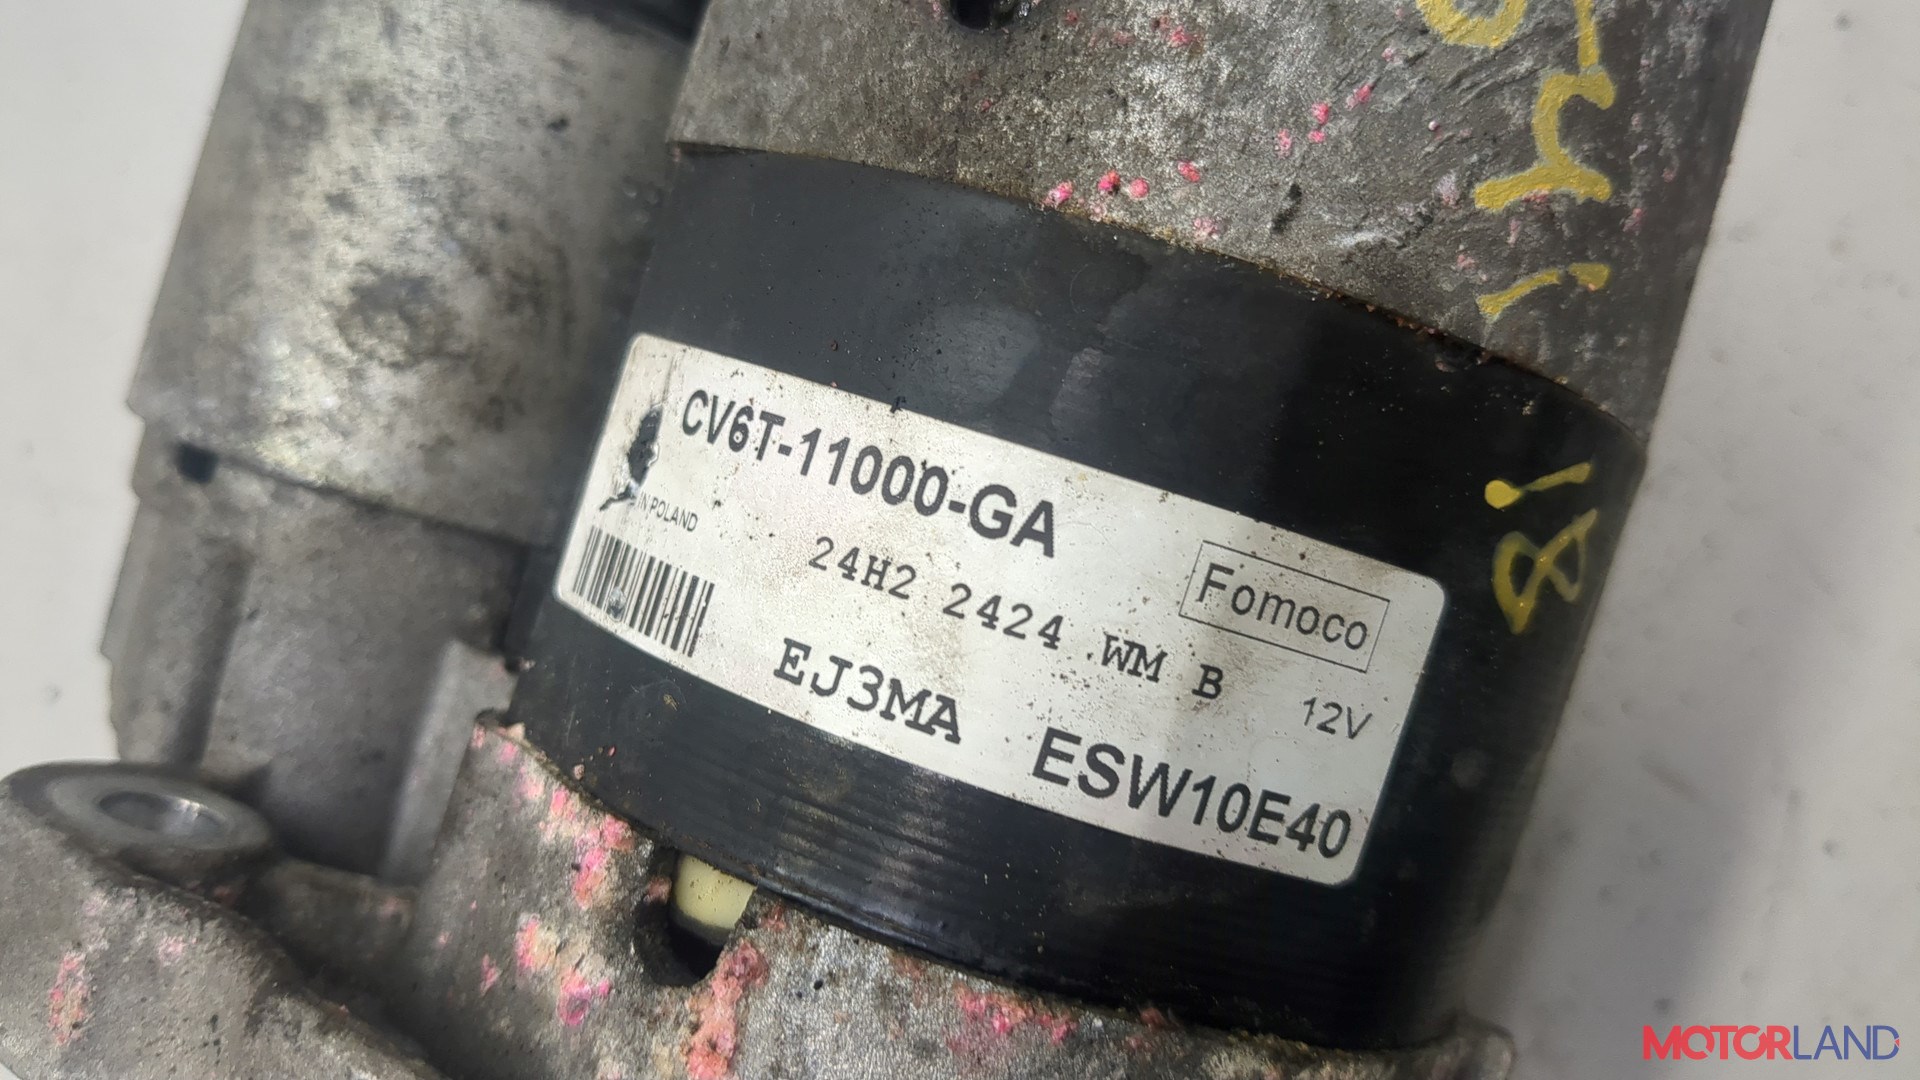 CV6T-11000-GA
IN POLAND
24H2 2424 WM B
Fomoco
12V
EJ3MA
ESW10E40
MOTORLAND